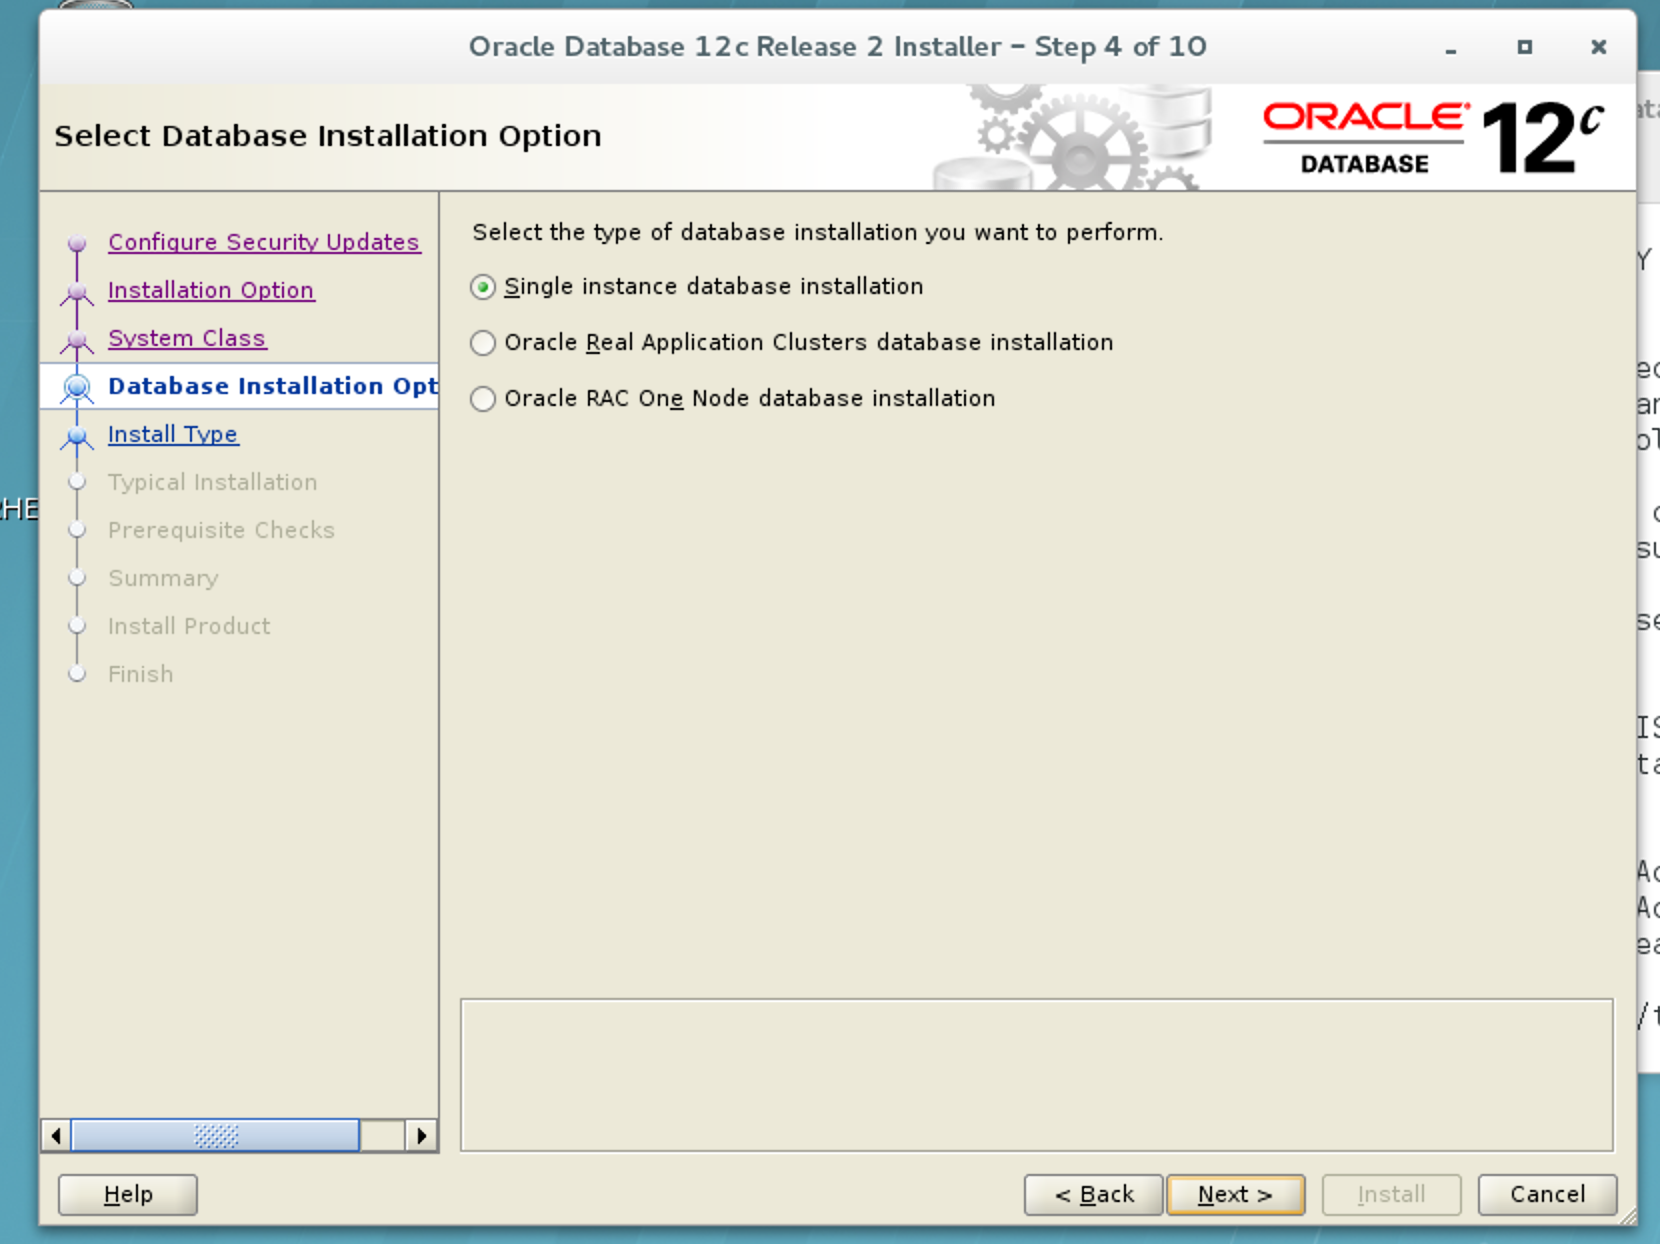 Oracle Database 12c Release 2 Installer – Step 4 of 10
Select Database Installation Option
ORACLE
DATABASE
12c
Configure Security Updates
Installation Option
System Class
Database Installation Opt
Install Type
Typical Installation
Prerequisite Checks
Summary
Install Product
Finish
Select the type of database installation you want to perform.
Single instance database installation
Oracle Real Application Clusters database installation
Oracle RAC One Node database installation
Help
< Back
Next >
Install
Cancel